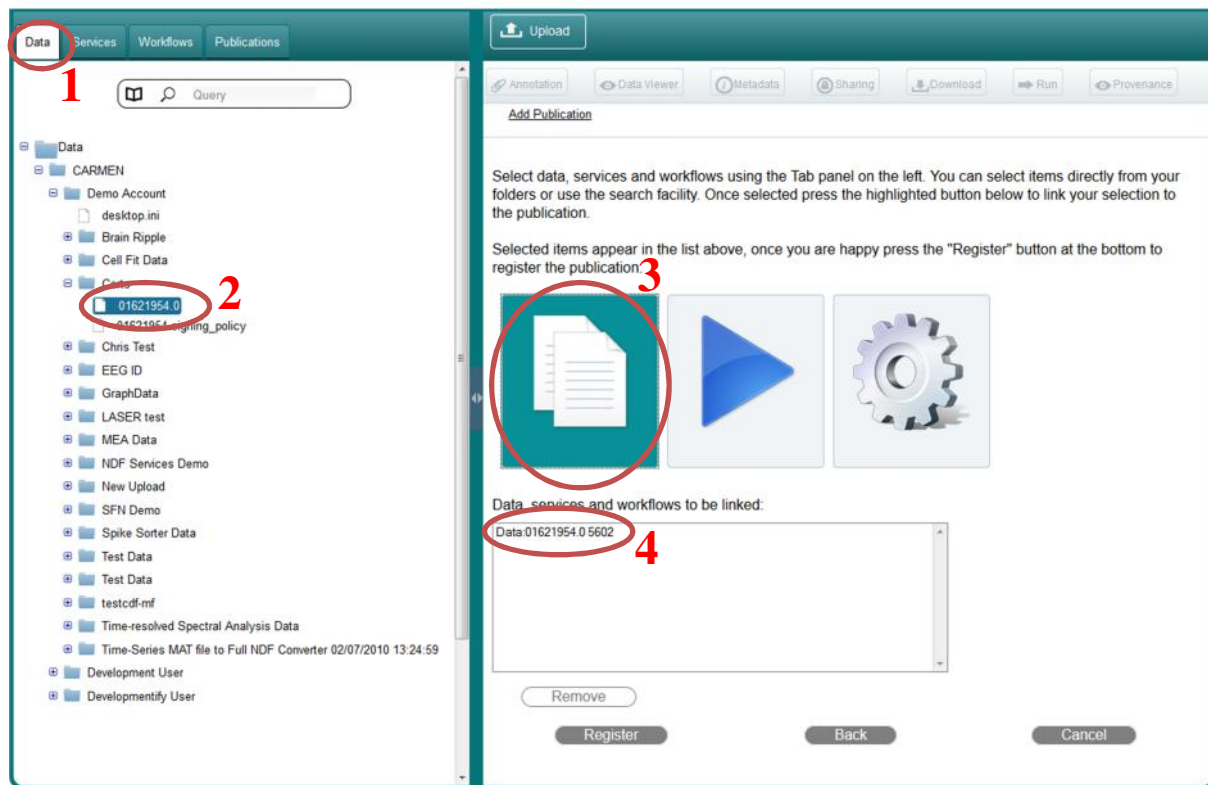 Data
Services
Workflows
Publications
1
Query
Data
CARMEN
Demo Account
desktop.ini
Brain Ripple
Cell Fit Data
Certs
01621954.0
2
01621954.signing_policy
Chris Test
EEG ID
GraphData
LASER test
MEA Data
NDF Services Demo
New Upload
SFN Demo
Spike Sorter Data
Test Data
Test Data
testcdf-mf
Time-resolved Spectral Analysis Data
Time-Series MAT file to Full NDF Converter 02/07/2010 13:24:59
Development User
Developmentify User
Upload
Annotation
Data Viewer
Metadata
Sharing
Download
Run
Provenance
Add Publication
Select data, services and workflows using the Tab panel on the left. You can select items directly from your
folders or use the search facility. Once selected press the highlighted button below to link your selection to
the publication.
Selected items appear in the list above, once you are happy press the "Register" button at the bottom to
register the publication.
3
Data, services and workflows to be linked:
Data:01621954.0 5602
4
Remove
Register
Back
Cancel